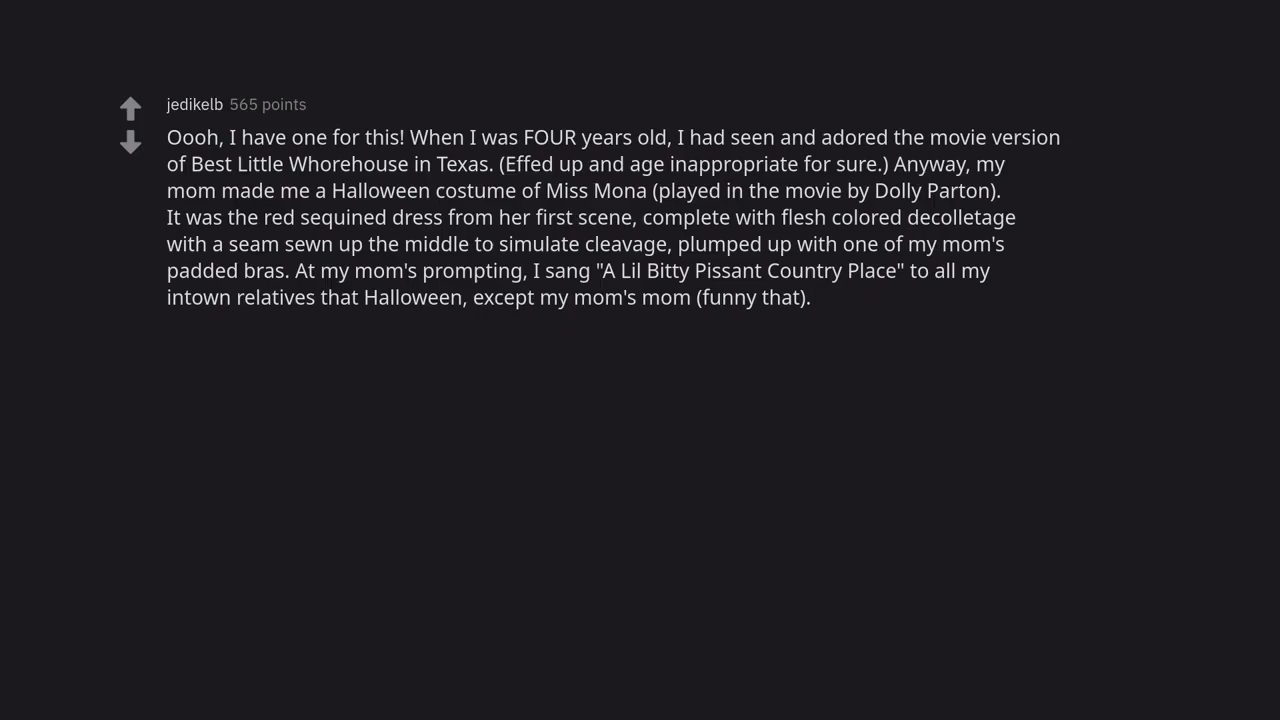 jedikelb 565 points
Oooh, I have one for this! When I was FOUR years old, I had seen and adored the movie version
of Best Little Whorehouse in Texas. (Effed up and age inappropriate for sure.) Anyway, my
mom made me a Halloween costume of Miss Mona (played in the movie by Dolly Parton).
It was the red sequined dress from her first scene, complete with flesh colored decolletage
with a seam sewn up the middle to simulate cleavage, plumped up with one of my mom's
padded bras. At my mom's prompting, I sang "A Lil Bitty Pissant Country Place" to all my
intown relatives that Halloween, except my mom's mom (funny that).